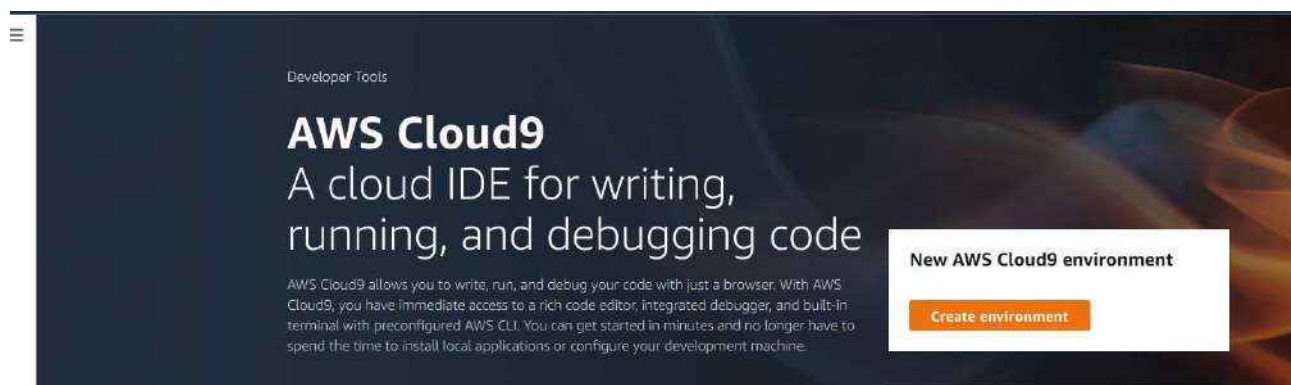 Developer Tools
AWS Cloud9
A cloud IDE for writing,
running, and debugging code
AWS Cloud9 allows you to write, run, and debug your code with just a browser. With AWS
Cloud9, you have immediate access to a rich code editor, integrated debugger, and built-in
terminal with preconfigured AWS CLI. You can get started in minutes and no longer have to
spend the time to install local applications or configure your development machine.
New AWS Cloud9 environment
Create environment